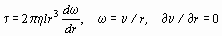 τ = 2πηlr³ dω/dr, ω = v / r, ∂v / ∂r = 0